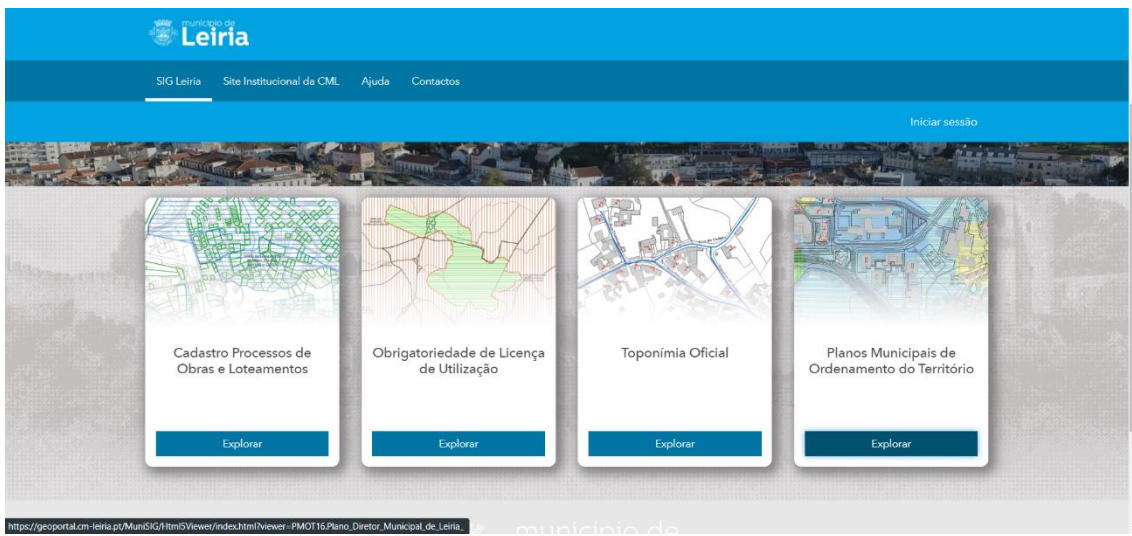 município de
Leiria
SIG Leiria Site Institucional da CML Ajuda Contactos
Iniciar sessão
Cadastro Processos de
Obras e Loteamentos
Obrigatoriedade de Licença
de Utilização
Toponímia Oficial
Planos Municipais de
Ordenamento do Território
Explorar Explorar Explorar Explorar
https://geoportal.cm-leiria.pt/MuniSIG/Html5Viewer/index.html?viewer=PMOT16.Plano_Diretor_Municipal_de_Leiria_
município de